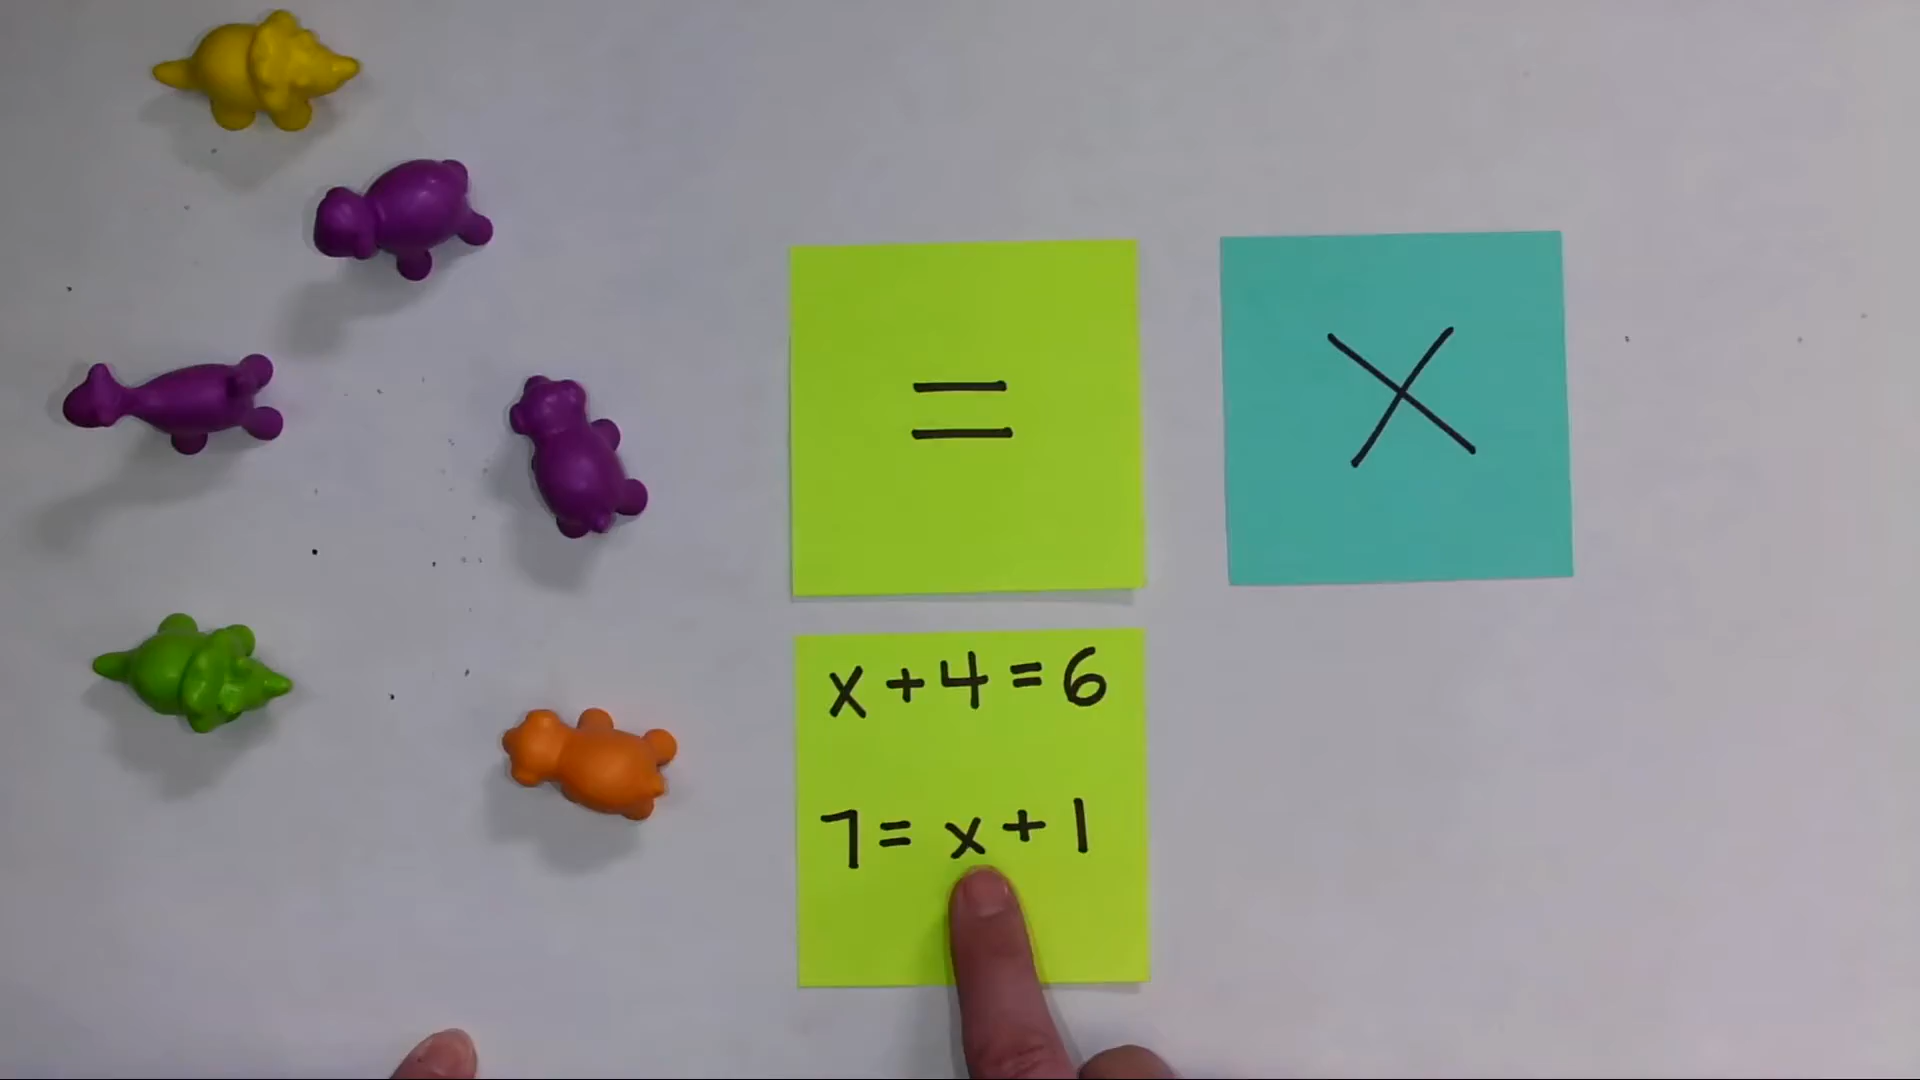 =
x
x + 4 = 6
7 = x + 1